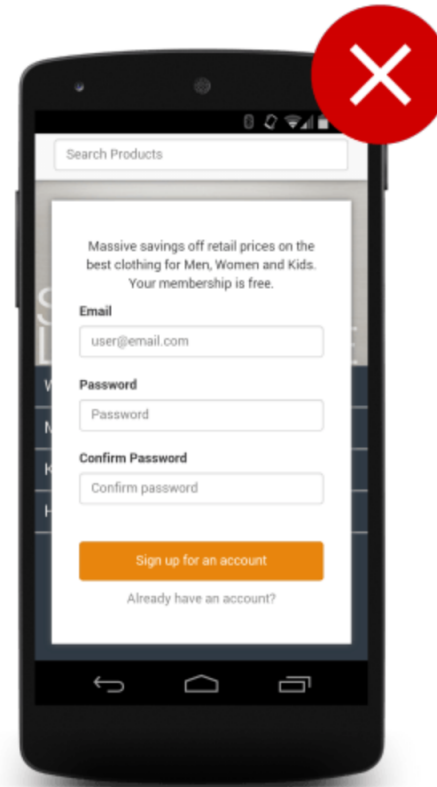 Search Products
Massive savings off retail prices on the
best clothing for Men, Women and Kids.
Your membership is free.
Email
user@email.com
Password
Password
Confirm Password
Confirm password
Sign up for an account
Already have an account?